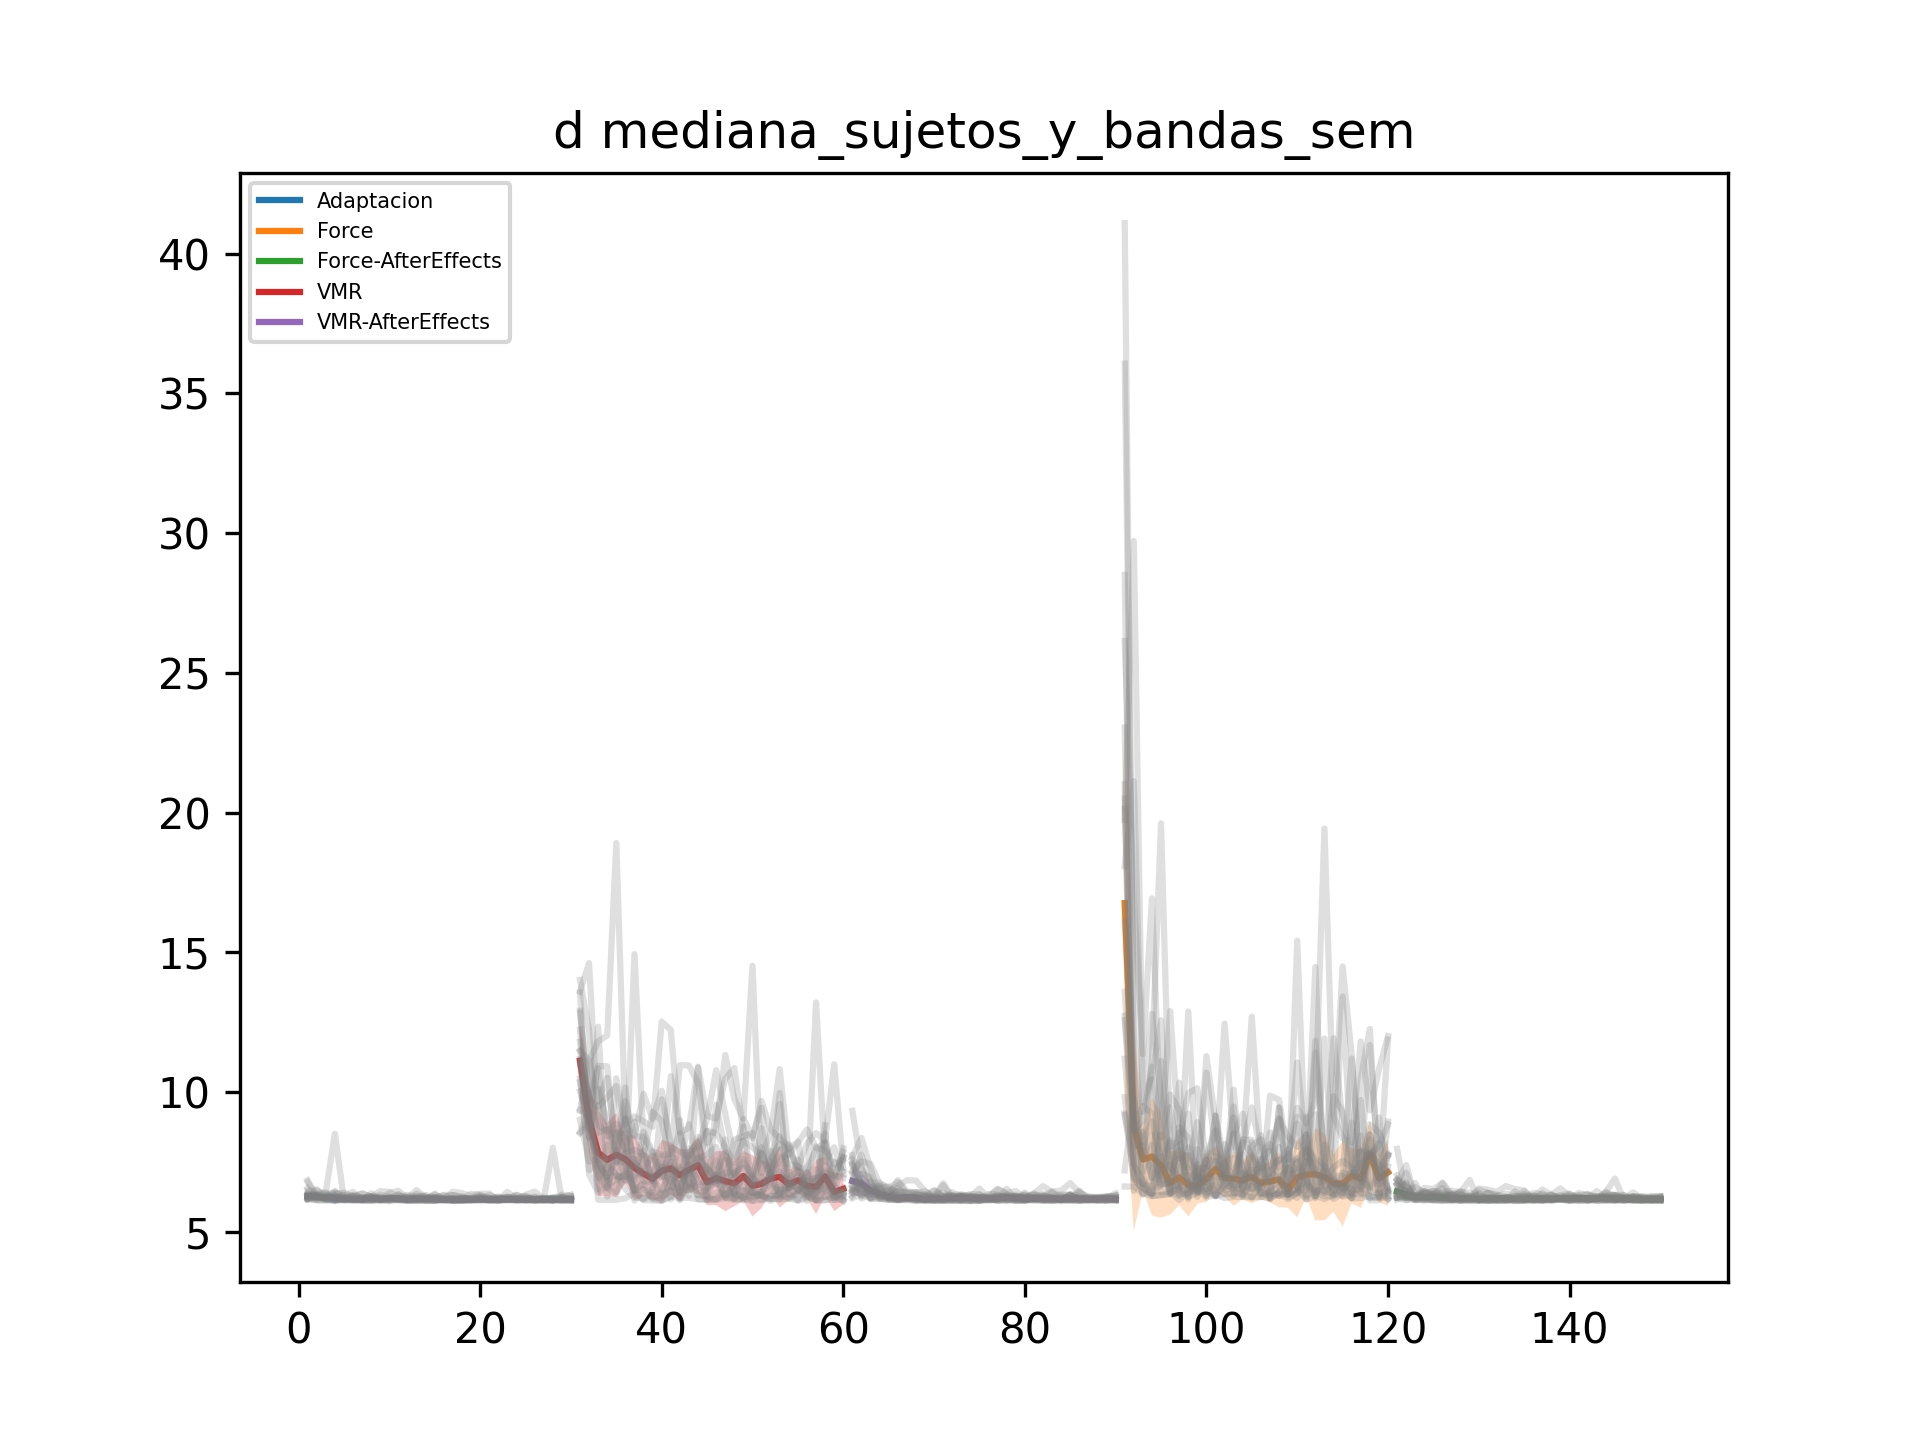 d mediana_sujetos_y_bandas_sem
Adaptacion
Force
Force-AfterEffects
VMR
VMR-AfterEffects
40
35
30
25
20
15
10
5
0 20 40 60 80 100 120 140